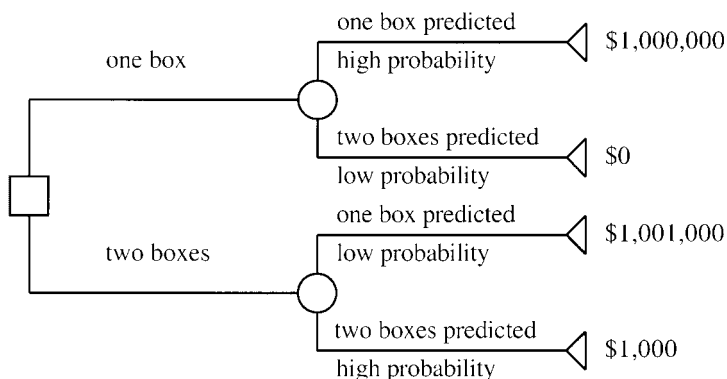 one box
one box predicted
high probability
$1,000,000
two boxes predicted
low probability
$0
two boxes
one box predicted
low probability
$1,001,000
two boxes predicted
high probability
$1,000